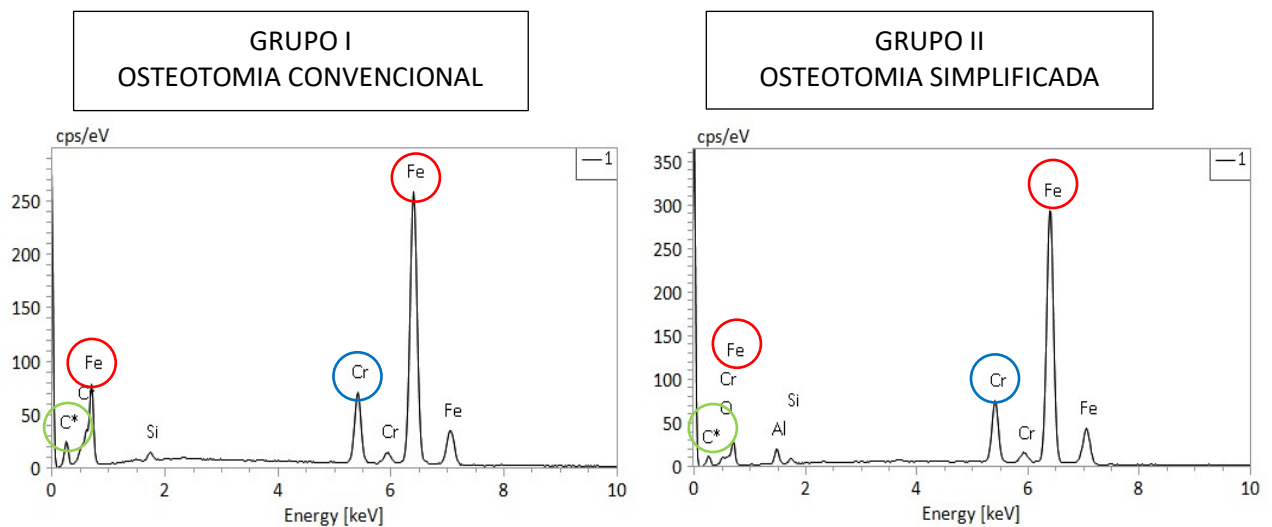 GRUPO I
OSTEOTOMIA CONVENCIONAL
cps/eV
1
Fe
250
200
150
100
50
0
Fe
C
C*
Si
Cr
Cr
Fe
0 2 4 6 8 10
Energy [keV]
GRUPO II
OSTEOTOMIA SIMPLIFICADA
cps/eV
1
350
300
250
200
150
100
50
0
Fe
Fe
Cr
O
C*
Si
Al
Cr
Cr
Fe
0 2 4 6 8 10
Energy [keV]